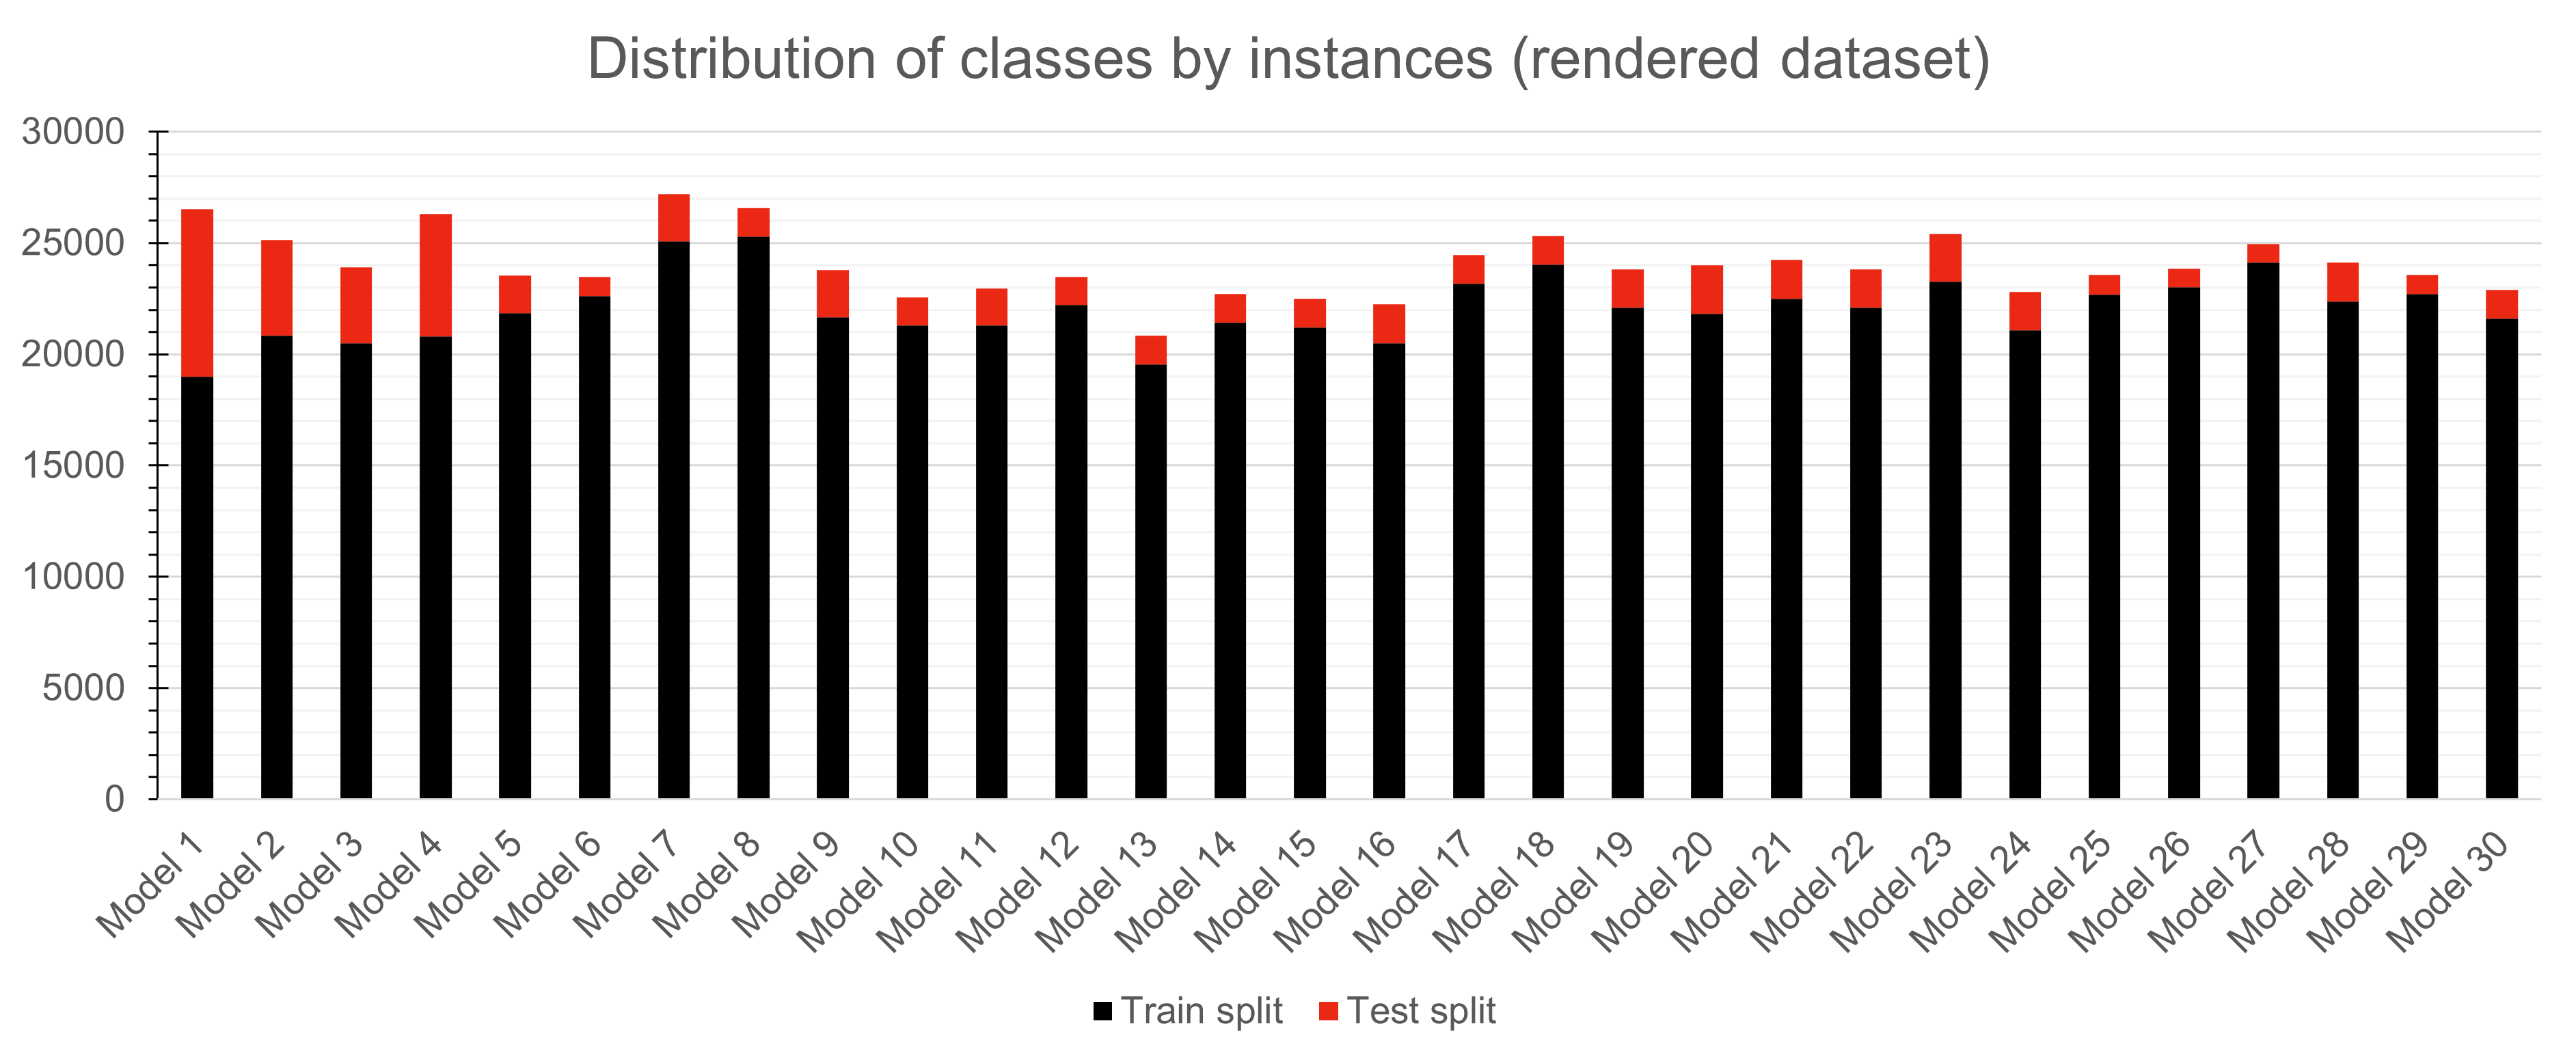 Distribution of classes by instances (rendered dataset)
30000
25000
20000
15000
10000
5000
0
Model 1
Model 2
Model 3
Model 4
Model 5
Model 6
Model 7
Model 8
Model 9
Model 10
Model 11
Model 12
Model 13
Model 14
Model 15
Model 16
Model 17
Model 18
Model 19
Model 20
Model 21
Model 22
Model 23
Model 24
Model 25
Model 26
Model 27
Model 28
Model 29
Model 30
Train split
Test split